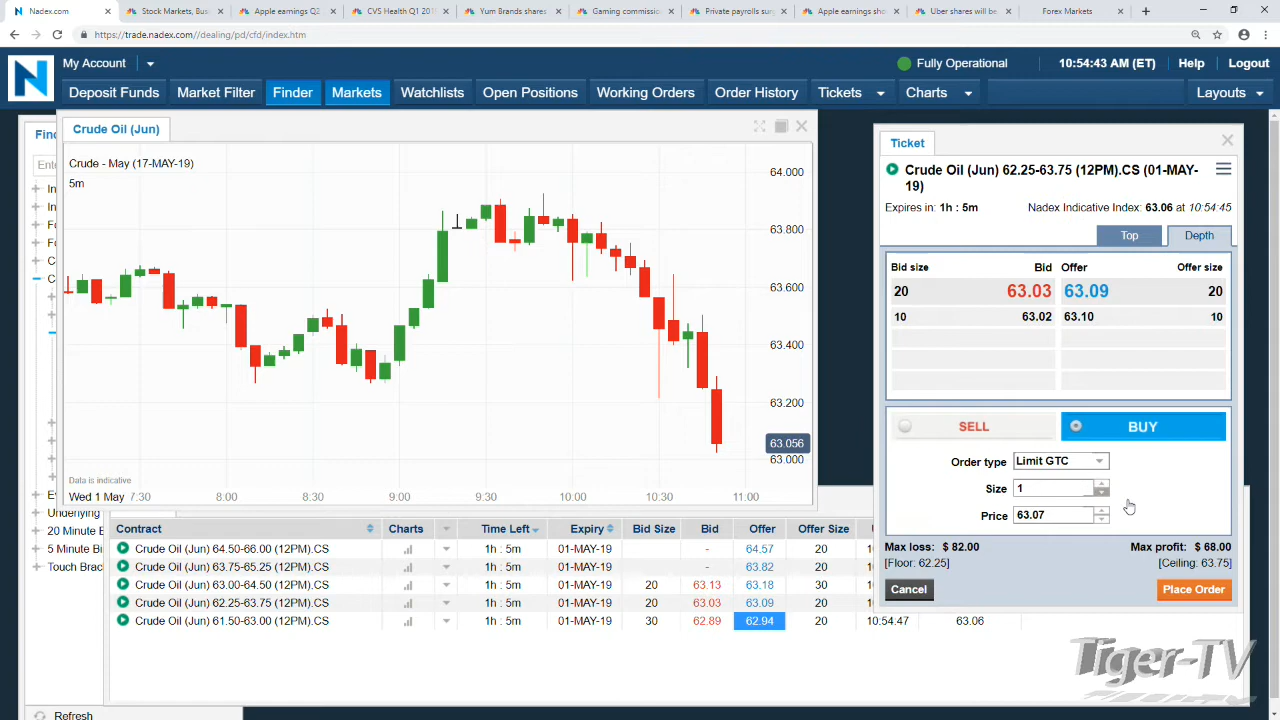 Nadex.com
Stock Markets, Bus
Apple earnings Q2
CVS Health Q1 201
Yum Brands shares
Gaming commissio
Private payrolls sur
Apple earnings sho
Uber shares will be
Forex Markets
https://trade.nadex.com//dealing/pd/cfd/index.htm
N
My Account
Fully Operational
10:54:43 AM (ET)
Help
Logout
Deposit Funds
Market Filter
Finder
Markets
Watchlists
Open Positions
Working Orders
Order History
Tickets
Charts
Layouts
Crude Oil (Jun)
Crude - May (17-MAY-19)
5m
64.000
63.800
63.600
63.400
63.200
63.056
63.000
Data is indicative
Wed 1 May 7:30 8:00 8:30 9:00 9:30 10:00 10:30 11:00
Refresh
Underlying
20 Minute B
5 Minute Bi
Touch Brad
Contract Charts Time Left Expiry Bid Size Bid Offer Offer Size
Crude Oil (Jun) 64.50-66.00 (12PM).CS 1h : 5m 01-MAY-19 - 64.57 20
Crude Oil (Jun) 63.75-65.25 (12PM).CS 1h : 5m 01-MAY-19 - 63.82 20
Crude Oil (Jun) 63.00-64.50 (12PM).CS 1h : 5m 01-MAY-19 20 63.13 63.18 30
Crude Oil (Jun) 62.25-63.75 (12PM).CS 1h : 5m 01-MAY-19 20 63.03 63.09 20
Crude Oil (Jun) 61.50-63.00 (12PM).CS 1h : 5m 01-MAY-19 30 62.89 62.94 20 10:54.47 63.06
Ticket
Crude Oil (Jun) 62.25-63.75 (12PM).CS (01-MAY-
19)
Expires in: 1h : 5m
Nadex Indicative Index: 63.06 at 10:54:45
Top
Depth
Bid size Bid Offer Offer size
20 63.03 63.09 20
10 63.02 63.10 10
SELL
BUY
Order type Limit GTC
Size 1
Price 63.07
Max loss: $ 82.00
Max profit: $ 68.00
[Floor: 62.25]
[Ceiling: 63.75]
Cancel
Place Order
Tiger-TV